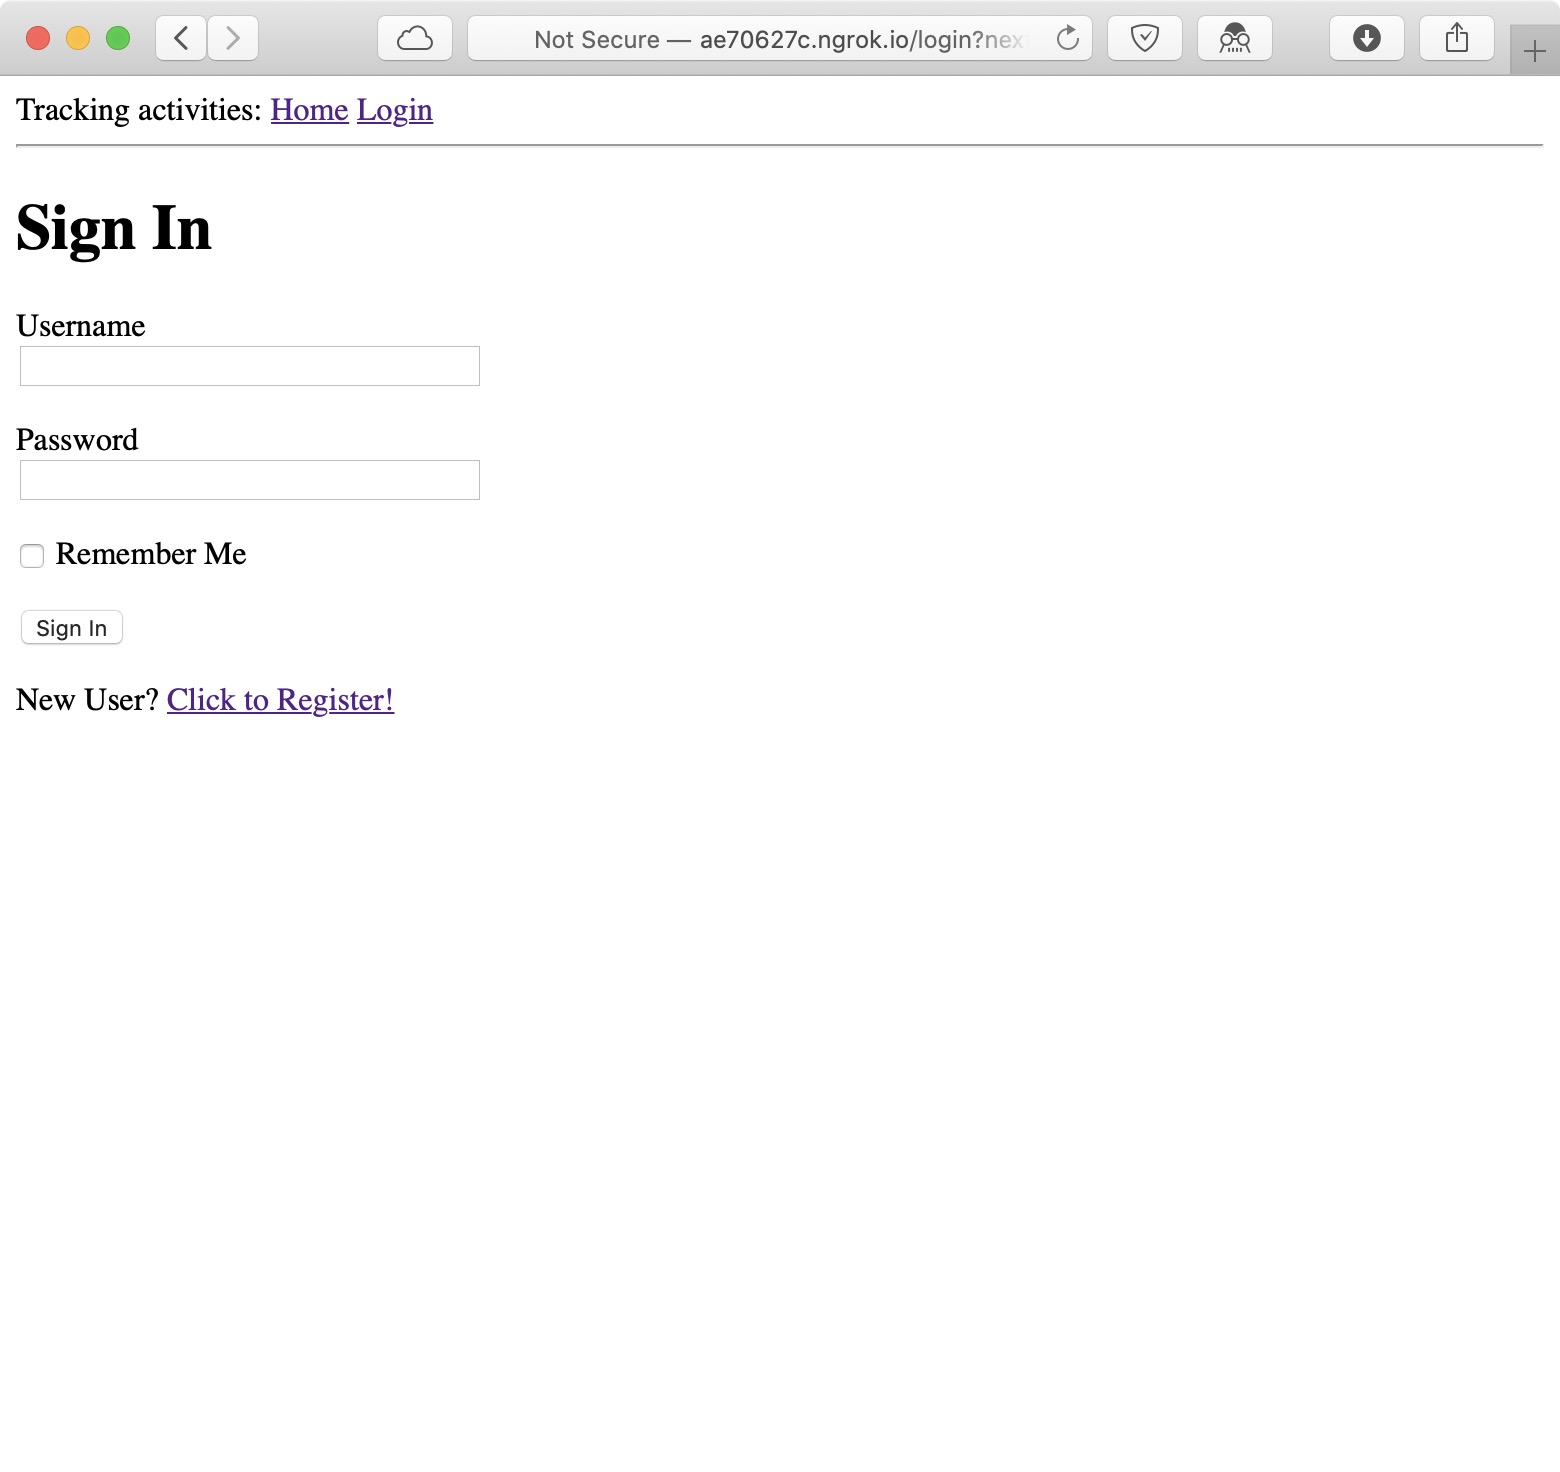 Not Secure — ae70627c.ngrok.io/login?nex
Tracking activities: Home Login
Sign In
Username
Password
Remember Me
Sign In
New User? Click to Register!